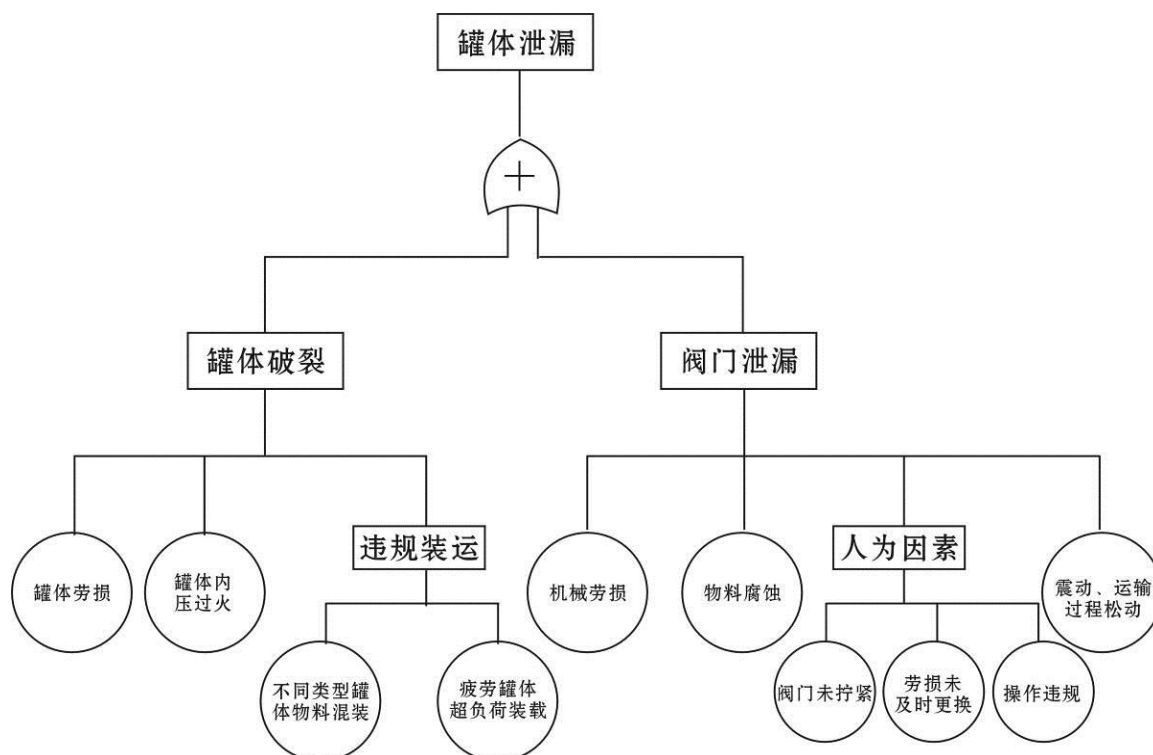 罐体泄漏
+
罐体破裂
阀门泄漏
违规装运
人为因素
罐体劳损
罐体内
压过火
机械劳损
物料腐蚀
震动、运输
过程松动
不同类型罐
体物料混装
疲劳罐体
超负荷装载
阀门未拧紧
劳损未
及时更换
操作违规